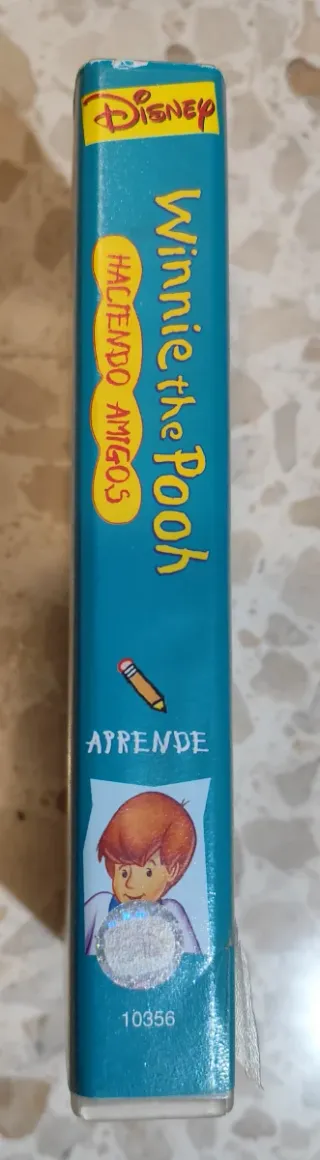 Disney
Winnie the Pooh
HACIENDO AMIGOS
APRENDE
10356